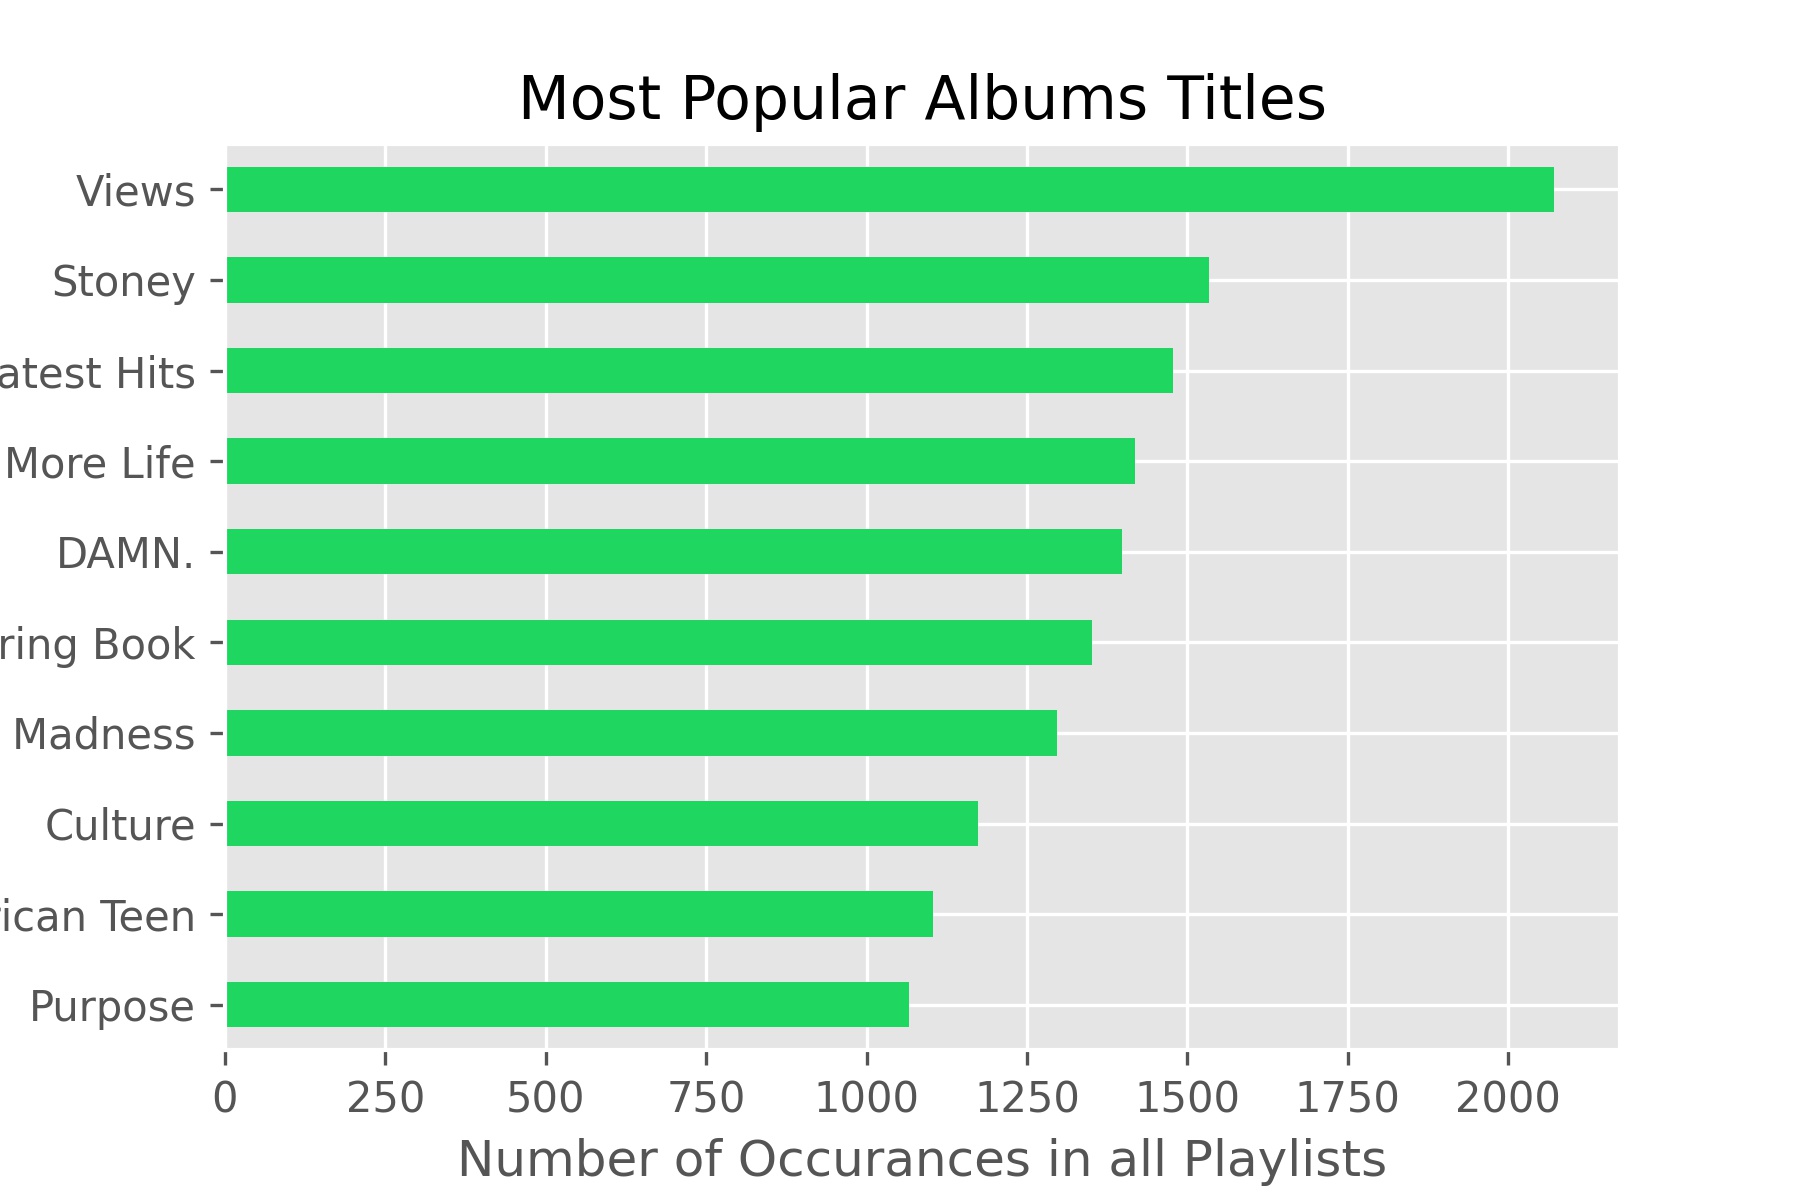 Most Popular Albums Titles
Views
Stoney
atest Hits
More Life
DAMN.
ring Book
Madness
Culture
ican Teen
Purpose
0 250 500 750 1000 1250 1500 1750 2000
Number of Occurances in all Playlists